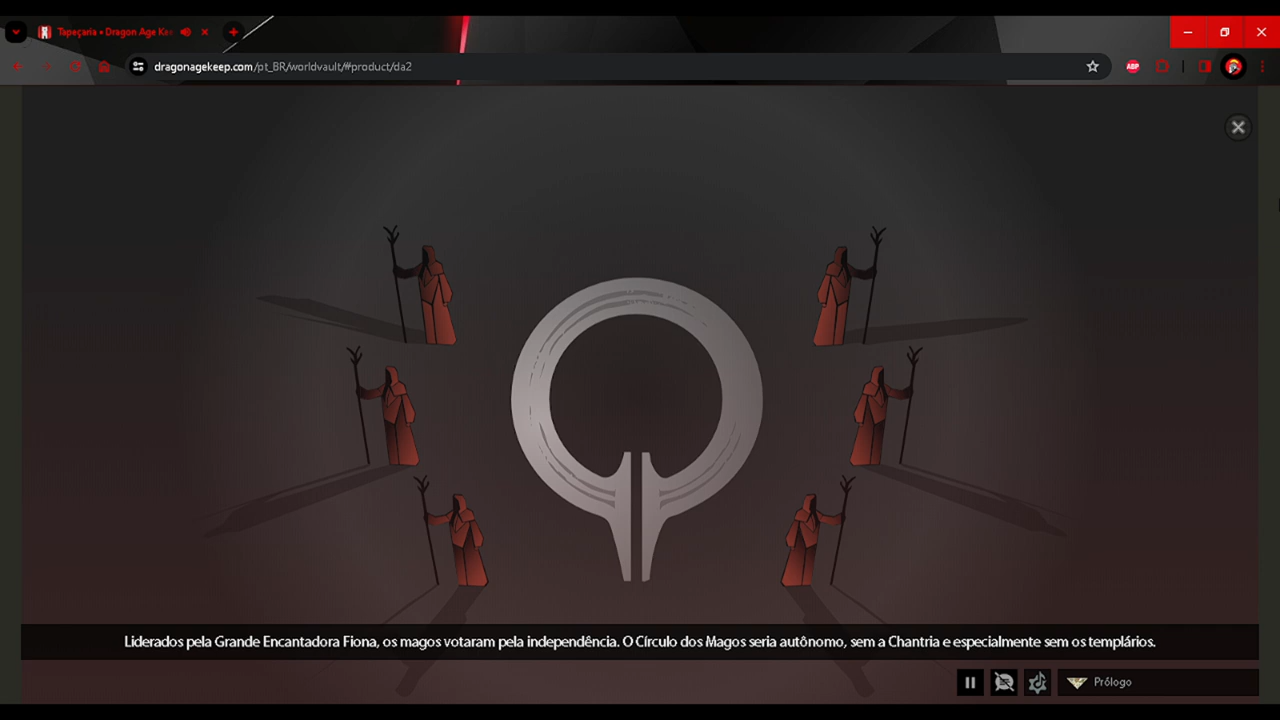 Tapeçaria • Dragon Age Kee
dragonagekeep.com/pt_BR/worldvault/#product/da2
ABP
Liderados pela Grande Encantadora Fiona, os magos votaram pela independência. O Círculo dos Magos seria autônomo, sem a Chantria e especialmente sem os templários.
Prólogo